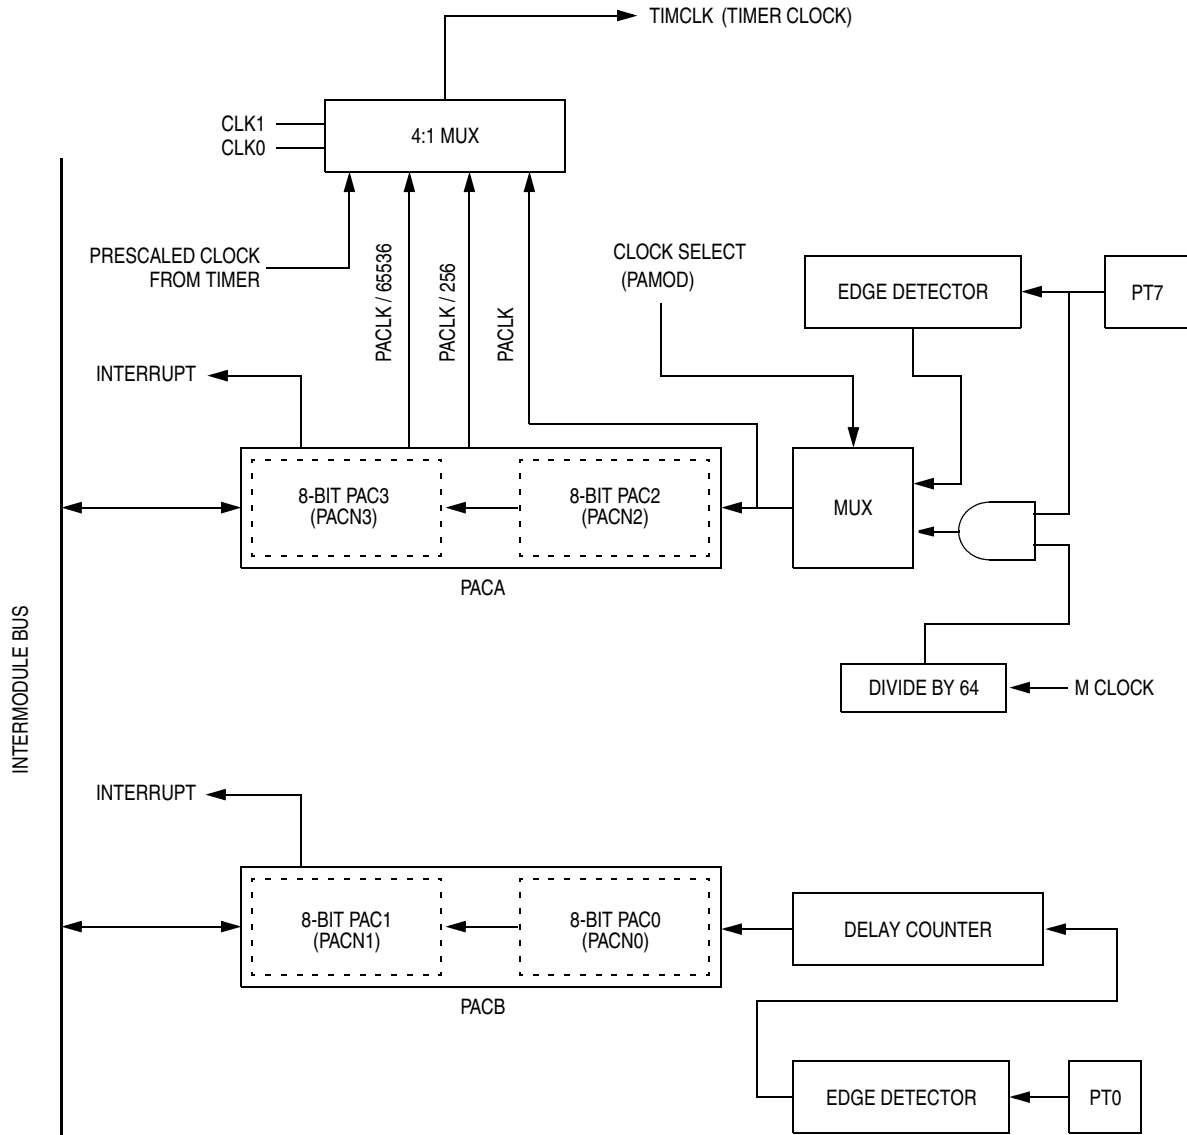 TIMCLK (TIMER CLOCK)
CLK1
CLK0
4:1 MUX
PRESCALED CLOCK
FROM TIMER
PACLK / 65536
PACLK / 256
PACLK
CLOCK SELECT
(PAMOD)
EDGE DETECTOR
PT7
INTERRUPT
8-BIT PAC3
(PACN3)
8-BIT PAC2
(PACN2)
MUX
PACA
INTERMODULE BUS
DIVIDE BY 64
M CLOCK
INTERRUPT
8-BIT PAC1
(PACN1)
8-BIT PAC0
(PACN0)
DELAY COUNTER
PACB
EDGE DETECTOR
PT0